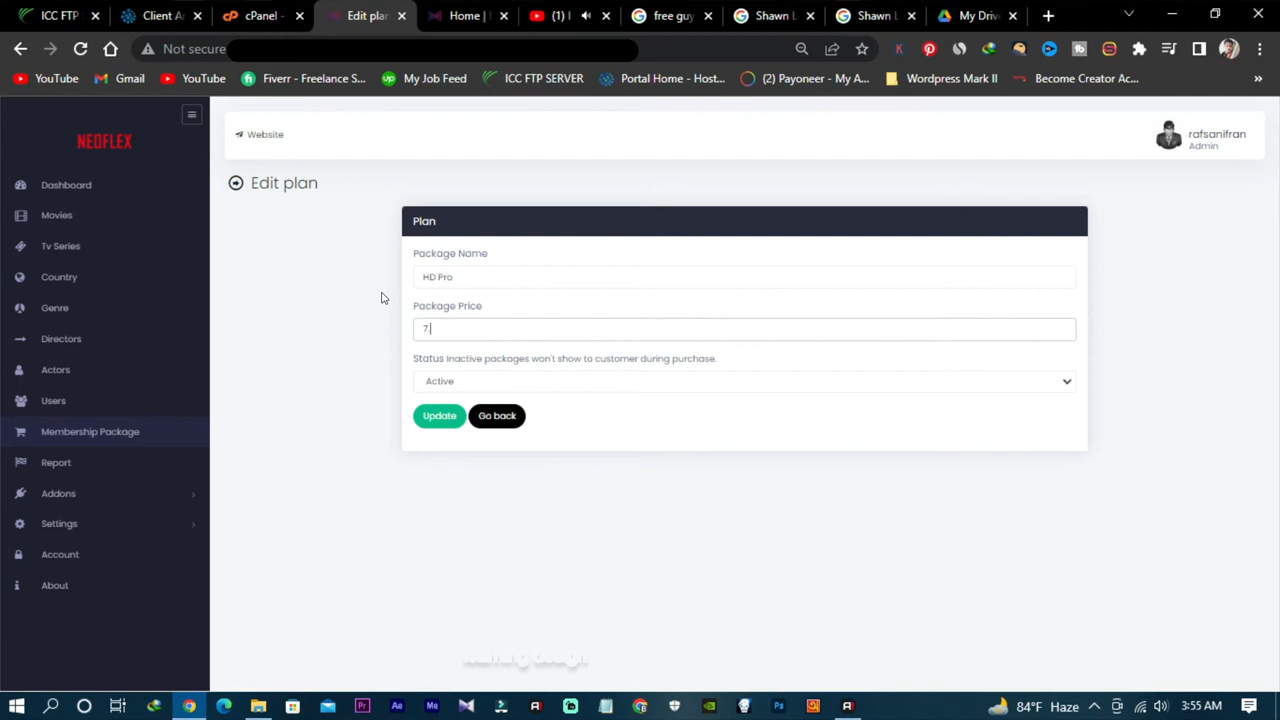 ICC FTP
Client Ar
cPanel -
Edit plan
Home |
(1) I
free guy
Shawn L
Shawn L
My Drive
Not secure
YouTube
Gmail
YouTube
Fiverr - Freelance S...
My Job Feed
ICC FTP SERVER
Portal Home - Host...
(2) Payoneer - My A...
Wordpress Mark II
Become Creator Ac...
NEOFLEX
Website
rafsanifran
Admin
Dashboard
Movies
Tv Series
Country
Genre
Directors
Actors
Users
Membership Package
Report
Addons
Settings
Account
About
Edit plan
Plan
Package Name
HD Pro
Package Price
7.
Status Inactive packages won't show to customer during purchase.
Active
Update
Go back
84°F Haze
3:55 AM